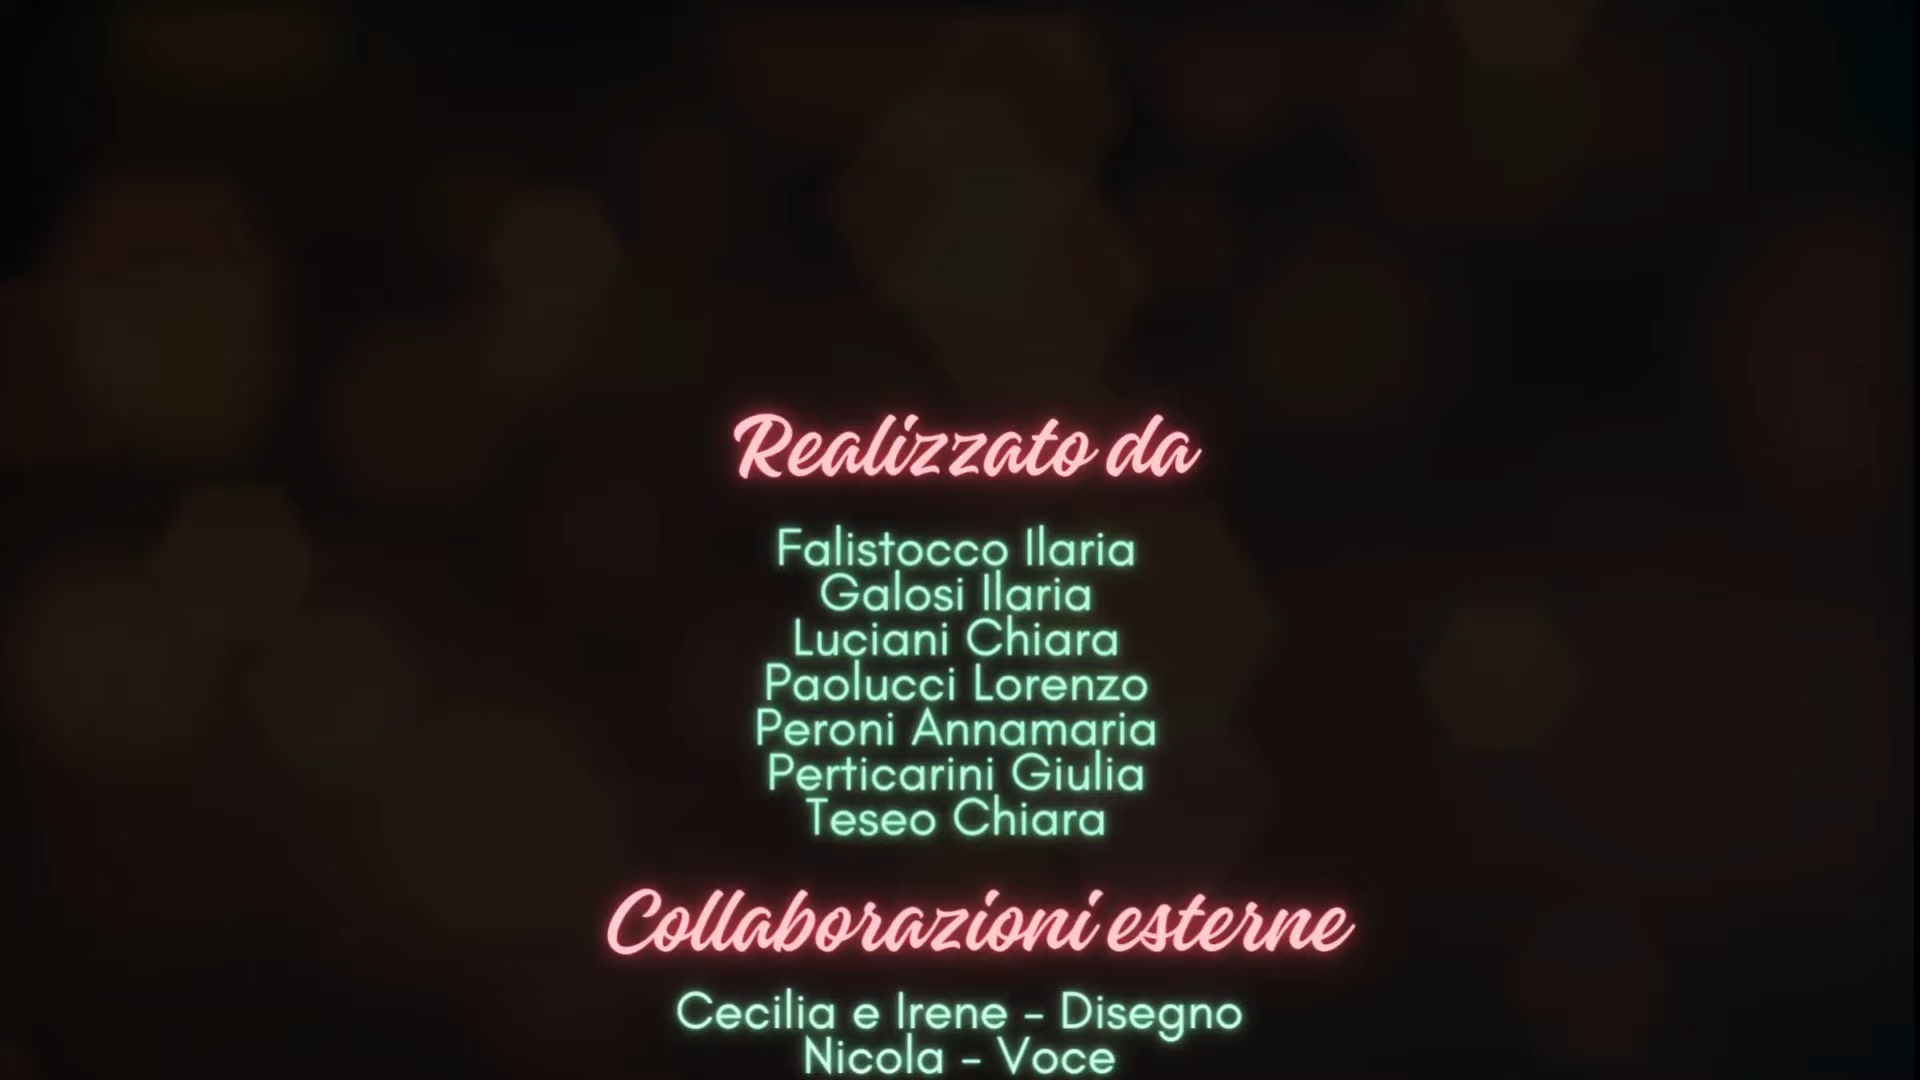 Realizzato da
Falistocco Ilaria
Galosi Ilaria
Luciani Chiara
Paolucci Lorenzo
Peroni Annamaria
Perticarini Giulia
Teseo Chiara
Collaborazioni esterne
Cecilia e Irene - Disegno
Nicola - Voce